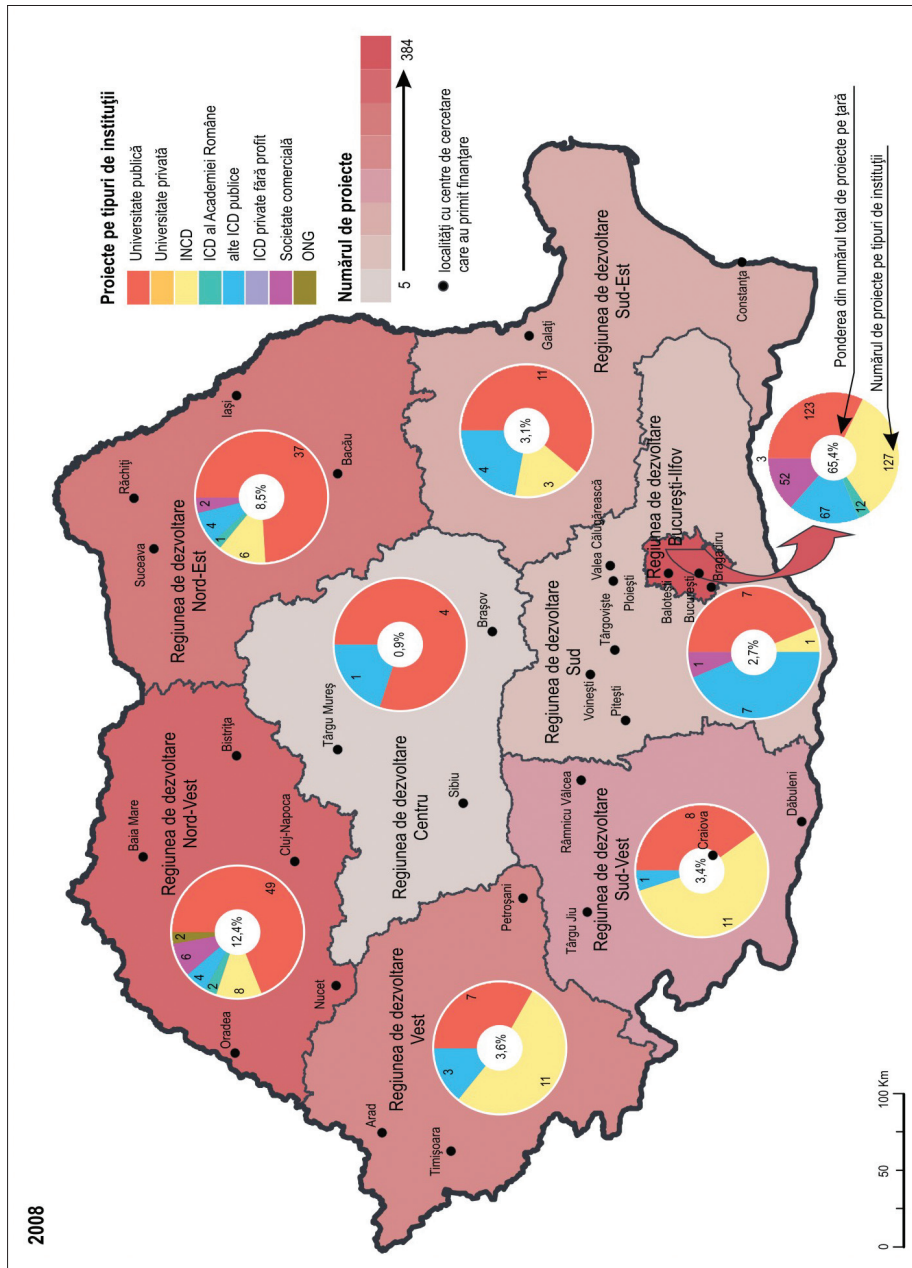 2008
Proiecte pe tipuri de instituţii
Universitate publică
Universitate privată
INCD
ICD al Academiei Române
alte ICD publice
ICD private fără profit
Societate comercială
ONG
Numărul de proiecte
5
384
localităţi cu centre de cercetare
care au primit finanţare
Baia Mare
Regiunea de dezvoltare
Nord-Vest
Bistriţa
Oradea
Cluj-Napoca
Nucet
12,4%
49
8
2
4
6
2
Răchiţi
Suceava
Iaşi
Regiunea de dezvoltare
Nord-Est
Bacău
8,5%
37
6
1
4
2
Arad
Timişoara
Regiunea de dezvoltare
Vest
Petroşani
3,6%
7
11
3
Târgu Mureş
Regiunea de dezvoltare
Centru
Sibiu
Braşov
0,9%
4
1
Regiunea de dezvoltare
Sud-Est
Galaţi
Constanţa
3,1%
11
3
4
Târgu Jiu
Râmnicu Vâlcea
Regiunea de dezvoltare
Sud-Vest
Craiova
Dăbuleni
3,4%
8
11
1
Regiunea de dezvoltare
Sud
Voineşti
Târgovişte
Valea Călugărească
Ploieşti
Piteşti
2,7%
7
1
7
1
Regiunea de dezvoltare
Bucureşti-Ilfov
Baloteşti
Bucureşti
Bragadiru
65,4%
123
127
12
67
52
3
Ponderea din numărul total de proiecte pe ţară
Numărul de proiecte pe tipuri de instituţii
0
50
100 Km